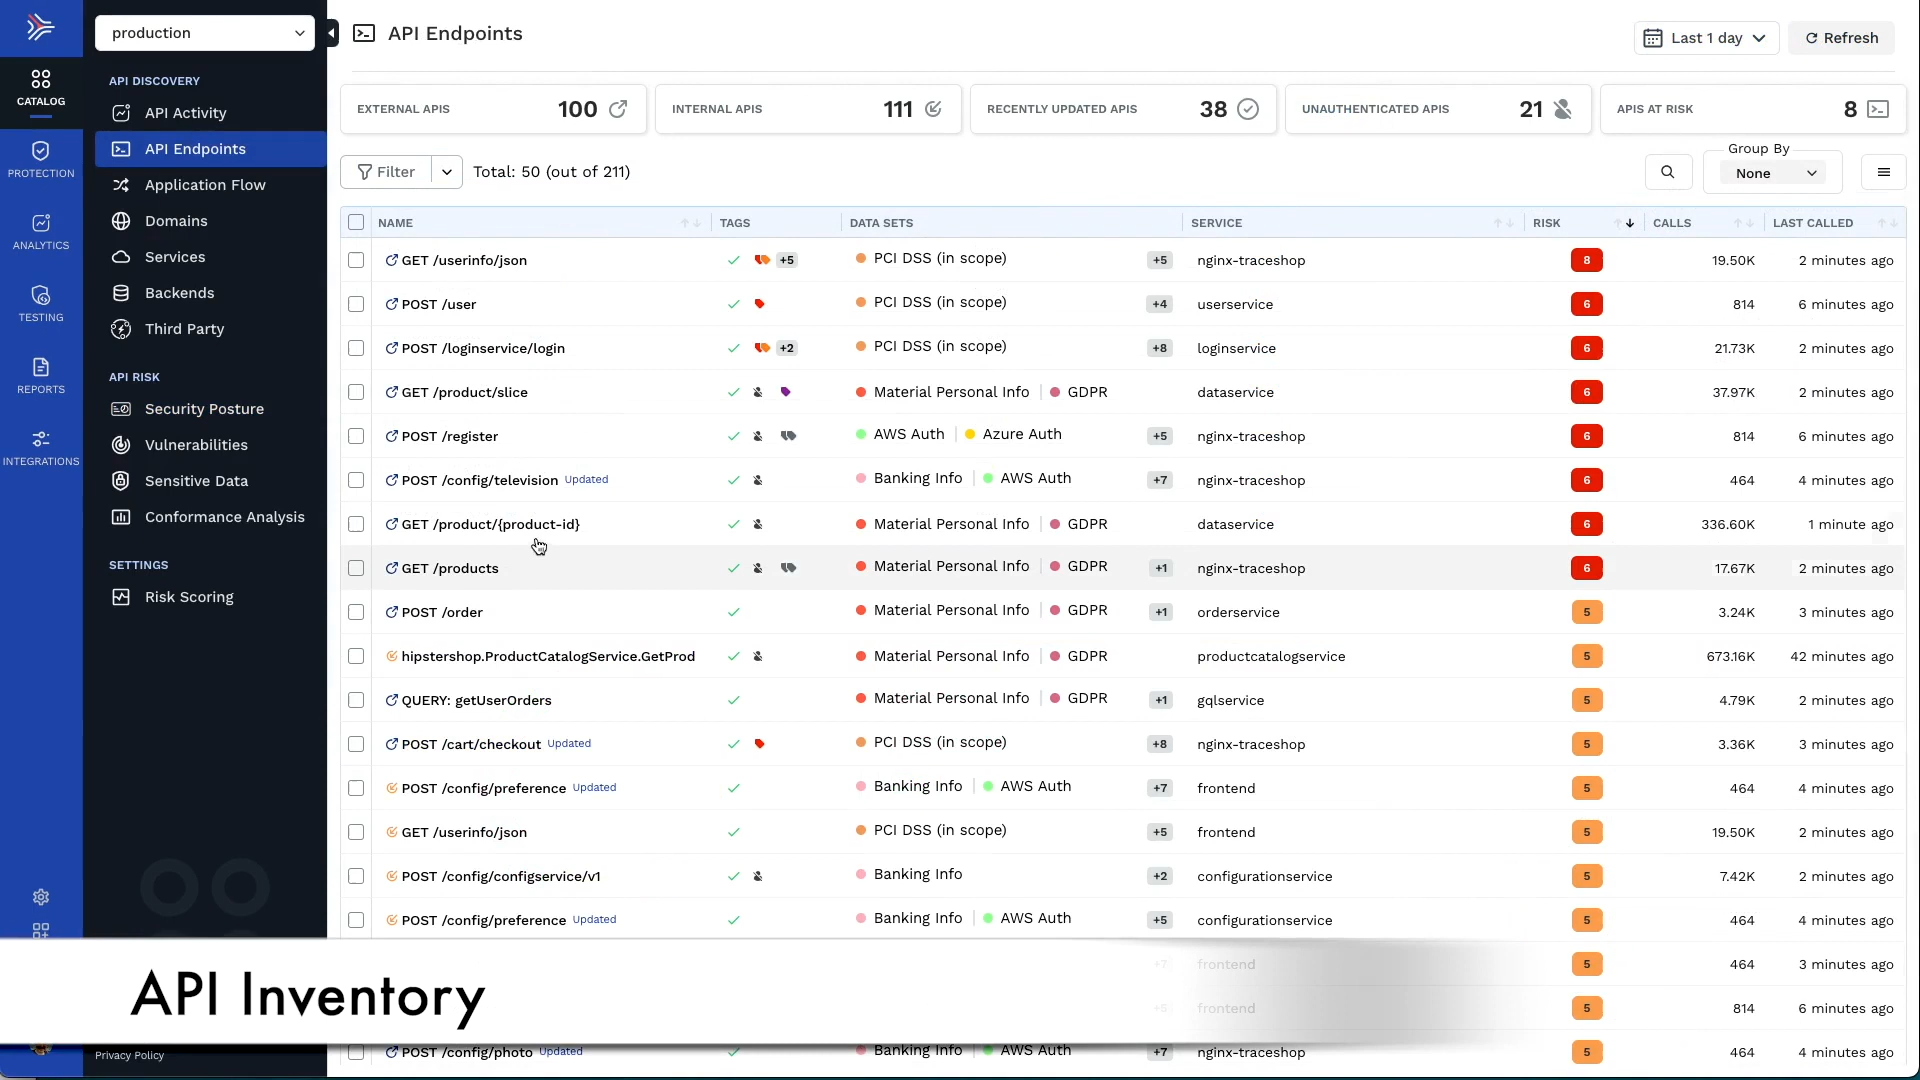 production
API Endpoints
Last 1 day
Refresh
CATALOG
PROTECTION
ANALYTICS
TESTING
REPORTS
INTEGRATIONS
API DISCOVERY
API Activity
API Endpoints
Application Flow
Domains
Services
Backends
Third Party
API RISK
Security Posture
Vulnerabilities
Sensitive Data
Conformance Analysis
SETTINGS
Risk Scoring
EXTERNAL APIS 100
INTERNAL APIS 111
RECENTLY UPDATED APIS 38
UNAUTHENTICATED APIS 21
APIS AT RISK 8
Filter
Total: 50 (out of 211)
Group By
None
NAME TAGS DATA SETS SERVICE RISK CALLS LAST CALLED
GET /userinfo/json +5 PCI DSS (in scope) +5 nginx-traceshop 8 19.50K 2 minutes ago
POST /user PCI DSS (in scope) +4 userservice 6 814 6 minutes ago
POST /loginservice/login +2 PCI DSS (in scope) +8 loginservice 6 21.73K 2 minutes ago
GET /product/slice Material Personal Info GDPR dataservice 6 37.97K 2 minutes ago
POST /register AWS Auth Azure Auth +5 nginx-traceshop 6 814 6 minutes ago
POST /config/television Updated Banking Info AWS Auth +7 nginx-traceshop 6 464 4 minutes ago
GET /product/{product-id} Material Personal Info GDPR dataservice 6 336.60K 1 minute ago
GET /products Material Personal Info GDPR +1 nginx-traceshop 6 17.67K 2 minutes ago
POST /order Material Personal Info GDPR +1 orderservice 5 3.24K 3 minutes ago
hipstershop.ProductCatalogService.GetProd Material Personal Info GDPR productcatalogservice 5 673.16K 42 minutes ago
QUERY: getUserOrders Material Personal Info GDPR +1 gqlservice 5 4.79K 2 minutes ago
POST /cart/checkout Updated PCI DSS (in scope) +8 nginx-traceshop 5 3.36K 3 minutes ago
POST /config/preference Updated Banking Info AWS Auth +7 frontend 5 464 4 minutes ago
GET /userinfo/json PCI DSS (in scope) +5 frontend 5 19.50K 2 minutes ago
POST /config/configservice/v1 Banking Info +2 configurationservice 5 7.42K 2 minutes ago
POST /config/preference Updated Banking Info AWS Auth +5 configurationservice 5 464 4 minutes ago
+7 frontend 5 464 3 minutes ago
frontend 5 814 6 minutes ago
POST /config/photo Updated Banking Info AWS Auth +7 nginx-traceshop 5 464 4 minutes ago
API Inventory
Privacy Policy